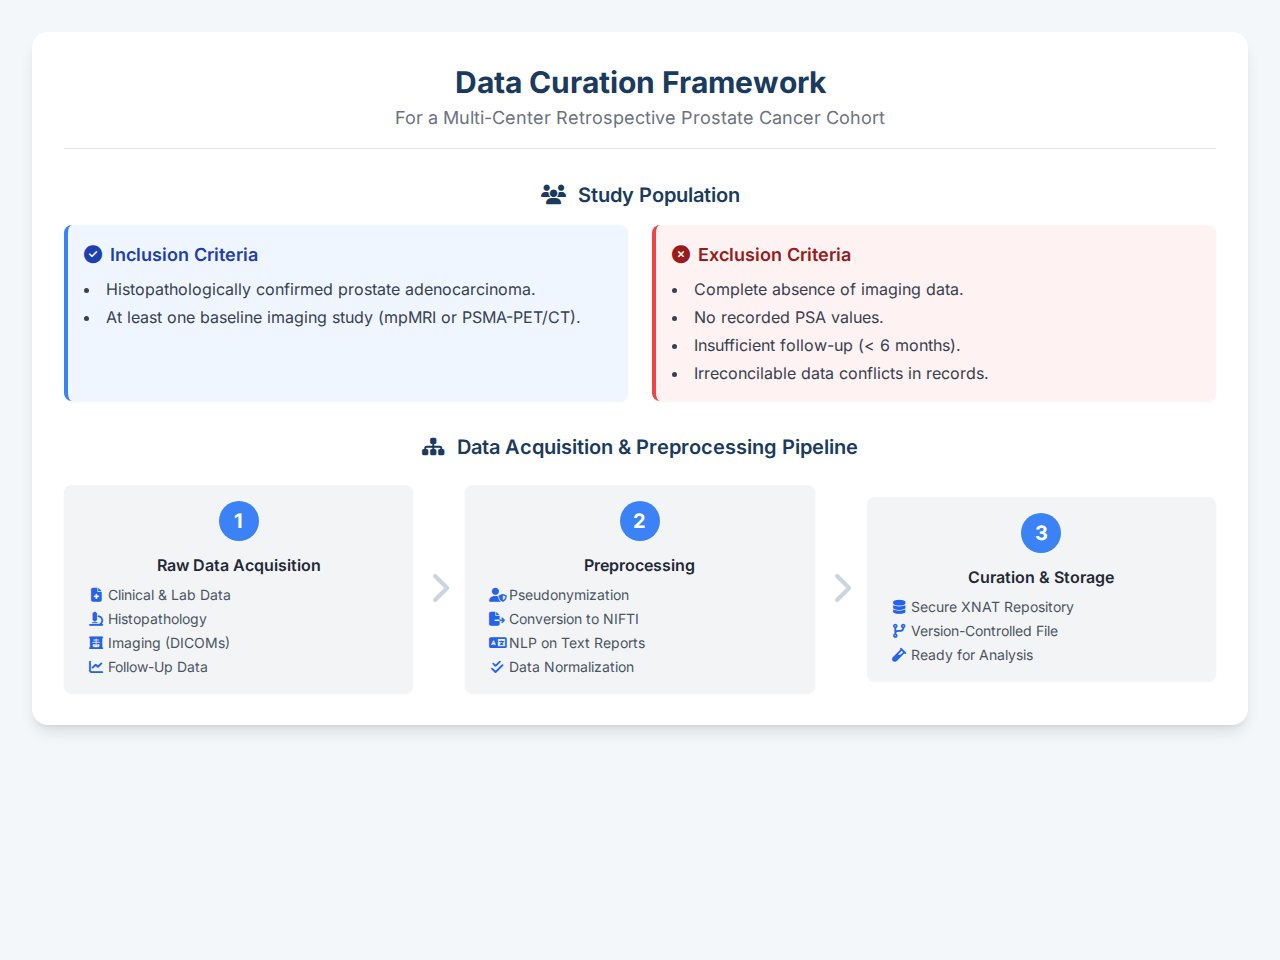 Data Curation Framework
For a Multi-Center Retrospective Prostate Cancer Cohort
Study Population
Inclusion Criteria
Histopathologically confirmed prostate adenocarcinoma.
At least one baseline imaging study (mpMRI or PSMA-PET/CT).
Exclusion Criteria
Complete absence of imaging data.
No recorded PSA values.
Insufficient follow-up (< 6 months).
Irreconcilable data conflicts in records.
Data Acquisition & Preprocessing Pipeline
1
Raw Data Acquisition
Clinical & Lab Data
Histopathology
Imaging (DICOMs)
Follow-Up Data
2
Preprocessing
Pseudonymization
Conversion to NIFTI
NLP on Text Reports
Data Normalization
3
Curation & Storage
Secure XNAT Repository
Version-Controlled File
Ready for Analysis